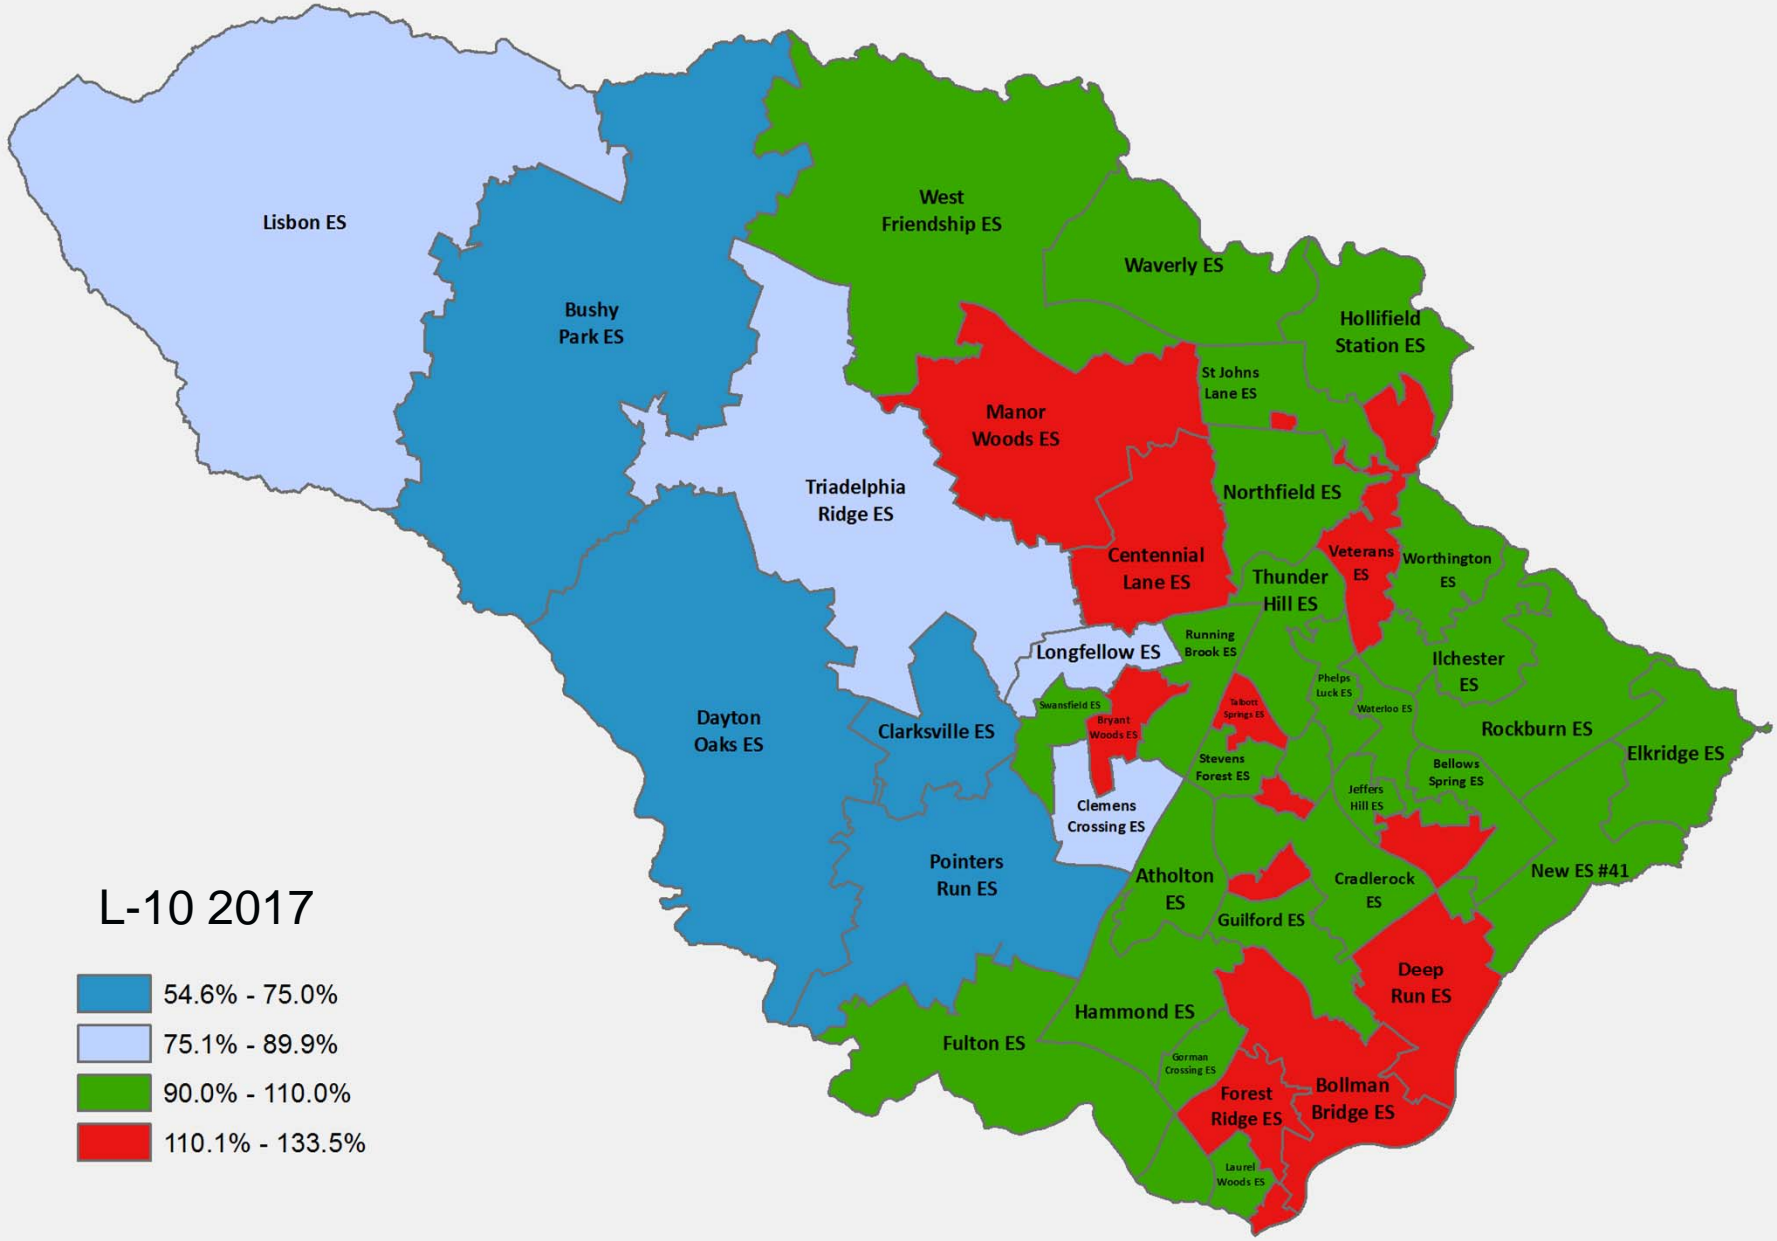 Lisbon ES
West
Friendship ES
Waverly ES
Bushy
Park ES
Hollifield
Station ES
St Johns
Lane ES
Manor
Woods ES
Triadelphia
Ridge ES
Northfield ES
Centennial
Lane ES
Veterans
ES
Worthington
ES
Thunder
Hill ES
Running
Brook ES
Longfellow ES
Ilchester
ES
Phelps
Luck ES
Swansfield ES
Talbott
Springs ES
Waterloo ES
Bryant
Woods ES
Dayton
Oaks ES
Clarksville ES
Rockburn ES
Elkridge ES
Stevens
Forest ES
Bellows
Spring ES
Jeffers
Hill ES
Clemens
Crossing ES
Pointers
Run ES
Atholton
ES
Cradlerock
ES
New ES #41
Guilford ES
Deep
Run ES
Hammond ES
Fulton ES
Gorman
Crossing ES
Forest
Ridge ES
Bollman
Bridge ES
Laurel
Woods ES
L-10 2017
54.6% - 75.0%
75.1% - 89.9%
90.0% - 110.0%
110.1% - 133.5%